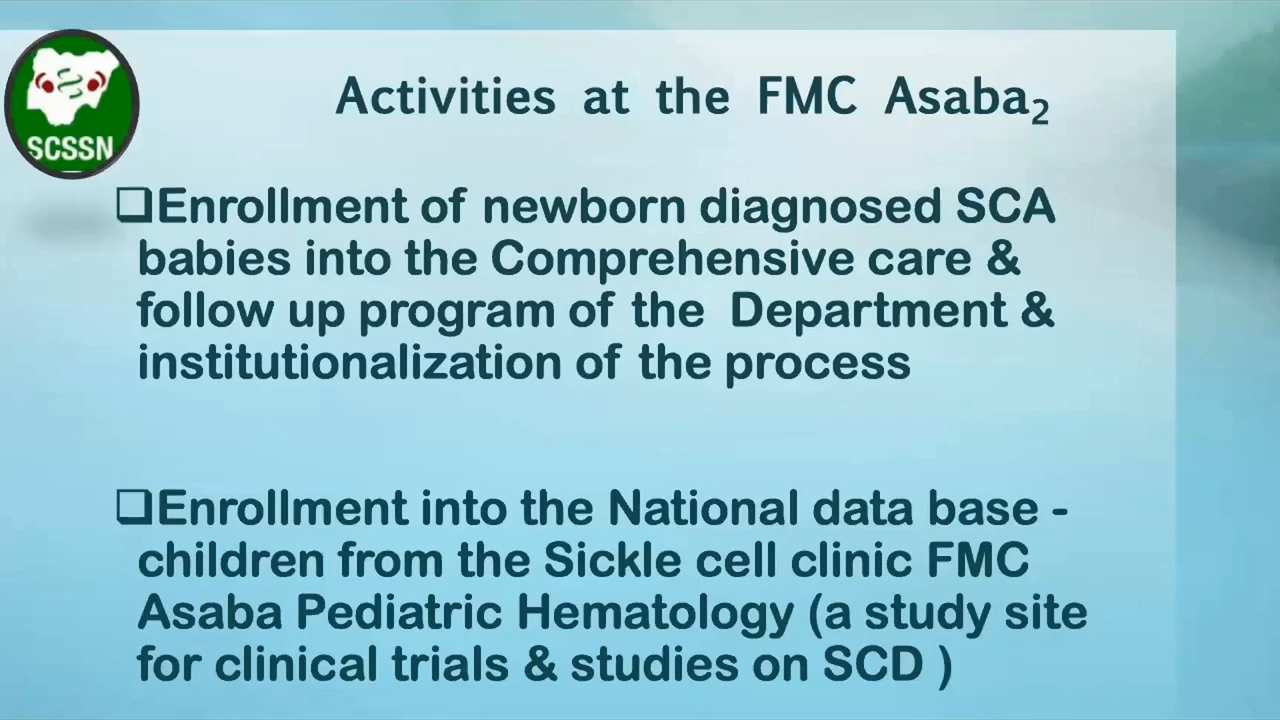 SCSSN
Activities at the FMC Asaba₂
❑Enrollment of newborn diagnosed SCA
babies into the Comprehensive care &
follow up program of the Department &
institutionalization of the process
❑Enrollment into the National data base -
children from the Sickle cell clinic FMC
Asaba Pediatric Hematology (a study site
for clinical trials & studies on SCD )